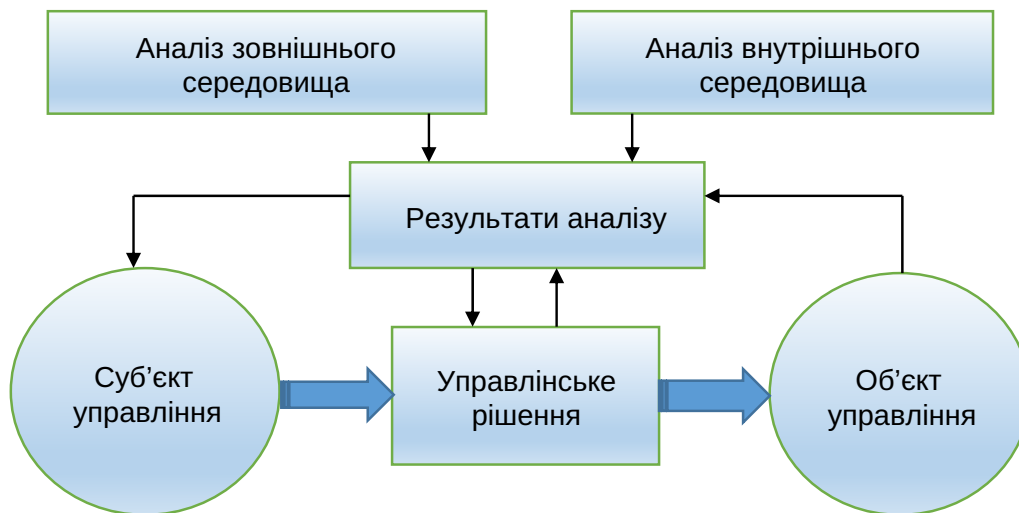 Аналіз зовнішнього
середовища
Аналіз внутрішнього
середовища
Результати аналізу
Суб’єкт
управління
Управлінське
рішення
Об’єкт
управління